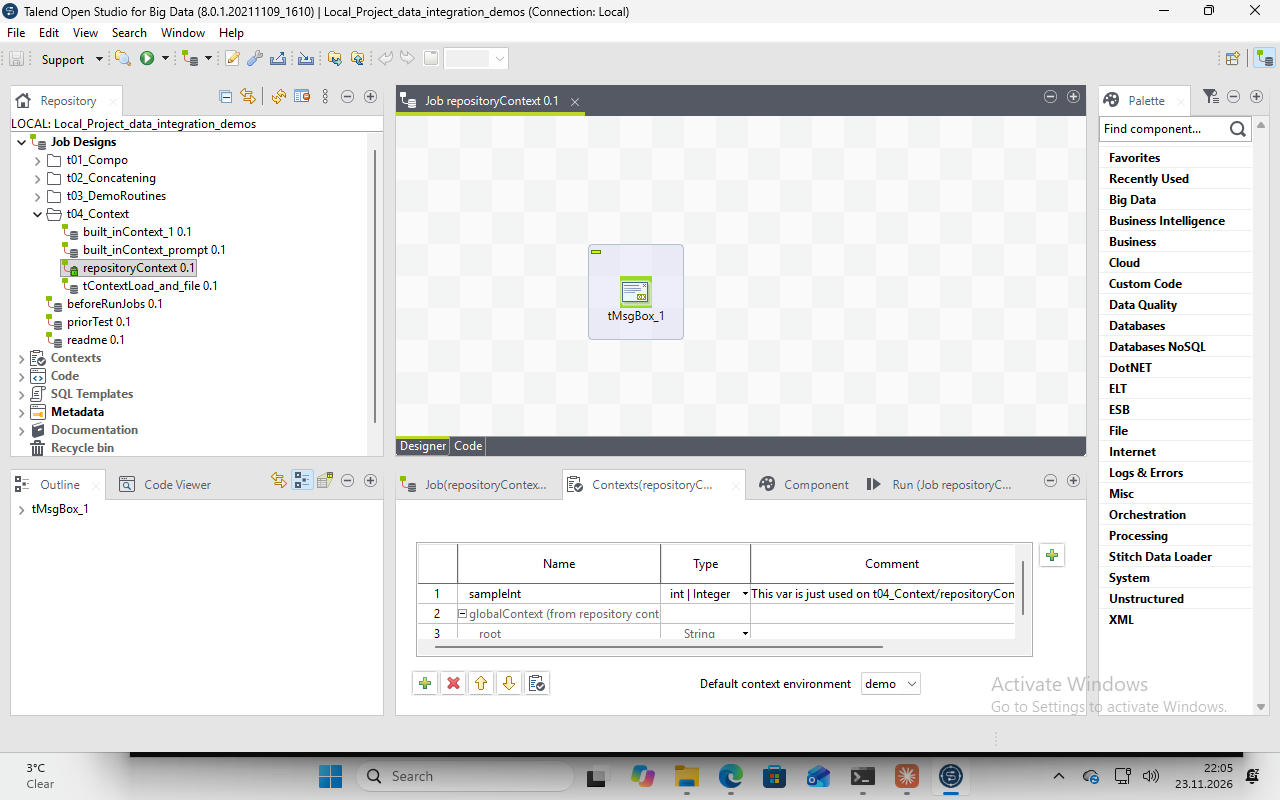 Talend Open Studio for Big Data (8.0.1.20211109_1610) | Local_Project_data_integration_demos (Connection: Local)
File Edit View Search Window Help
Support
Repository
LOCAL: Local_Project_data_integration_demos
Job Designs
t01_Compo
t02_Concatening
t03_DemoRoutines
t04_Context
built_inContext_1 0.1
built_inContext_prompt 0.1
repositoryContext 0.1
tContextLoad_and_file 0.1
beforeRunJobs 0.1
priorTest 0.1
readme 0.1
Contexts
Code
SQL Templates
Metadata
Documentation
Recycle bin
Job repositoryContext 0.1
tMsgBox_1
Designer Code
Palette
Find component...
Favorites
Recently Used
Big Data
Business Intelligence
Business
Cloud
Custom Code
Data Quality
Databases
Databases NoSQL
DotNET
ELT
ESB
File
Internet
Logs & Errors
Misc
Orchestration
Processing
Stitch Data Loader
System
Unstructured
XML
Outline Code Viewer
tMsgBox_1
Job(repositoryContex... Contexts(repositoryC... Component Run (Job repositoryC...
Name Type Comment
1 sampleInt int | Integer This var is just used on t04_Context/repositoryCon
2 globalContext (from repository cont
3 root String
Default context environment demo
Activate Windows
Go to Settings to activate Windows.
3°C
Clear
Search
22:05
23.11.2026